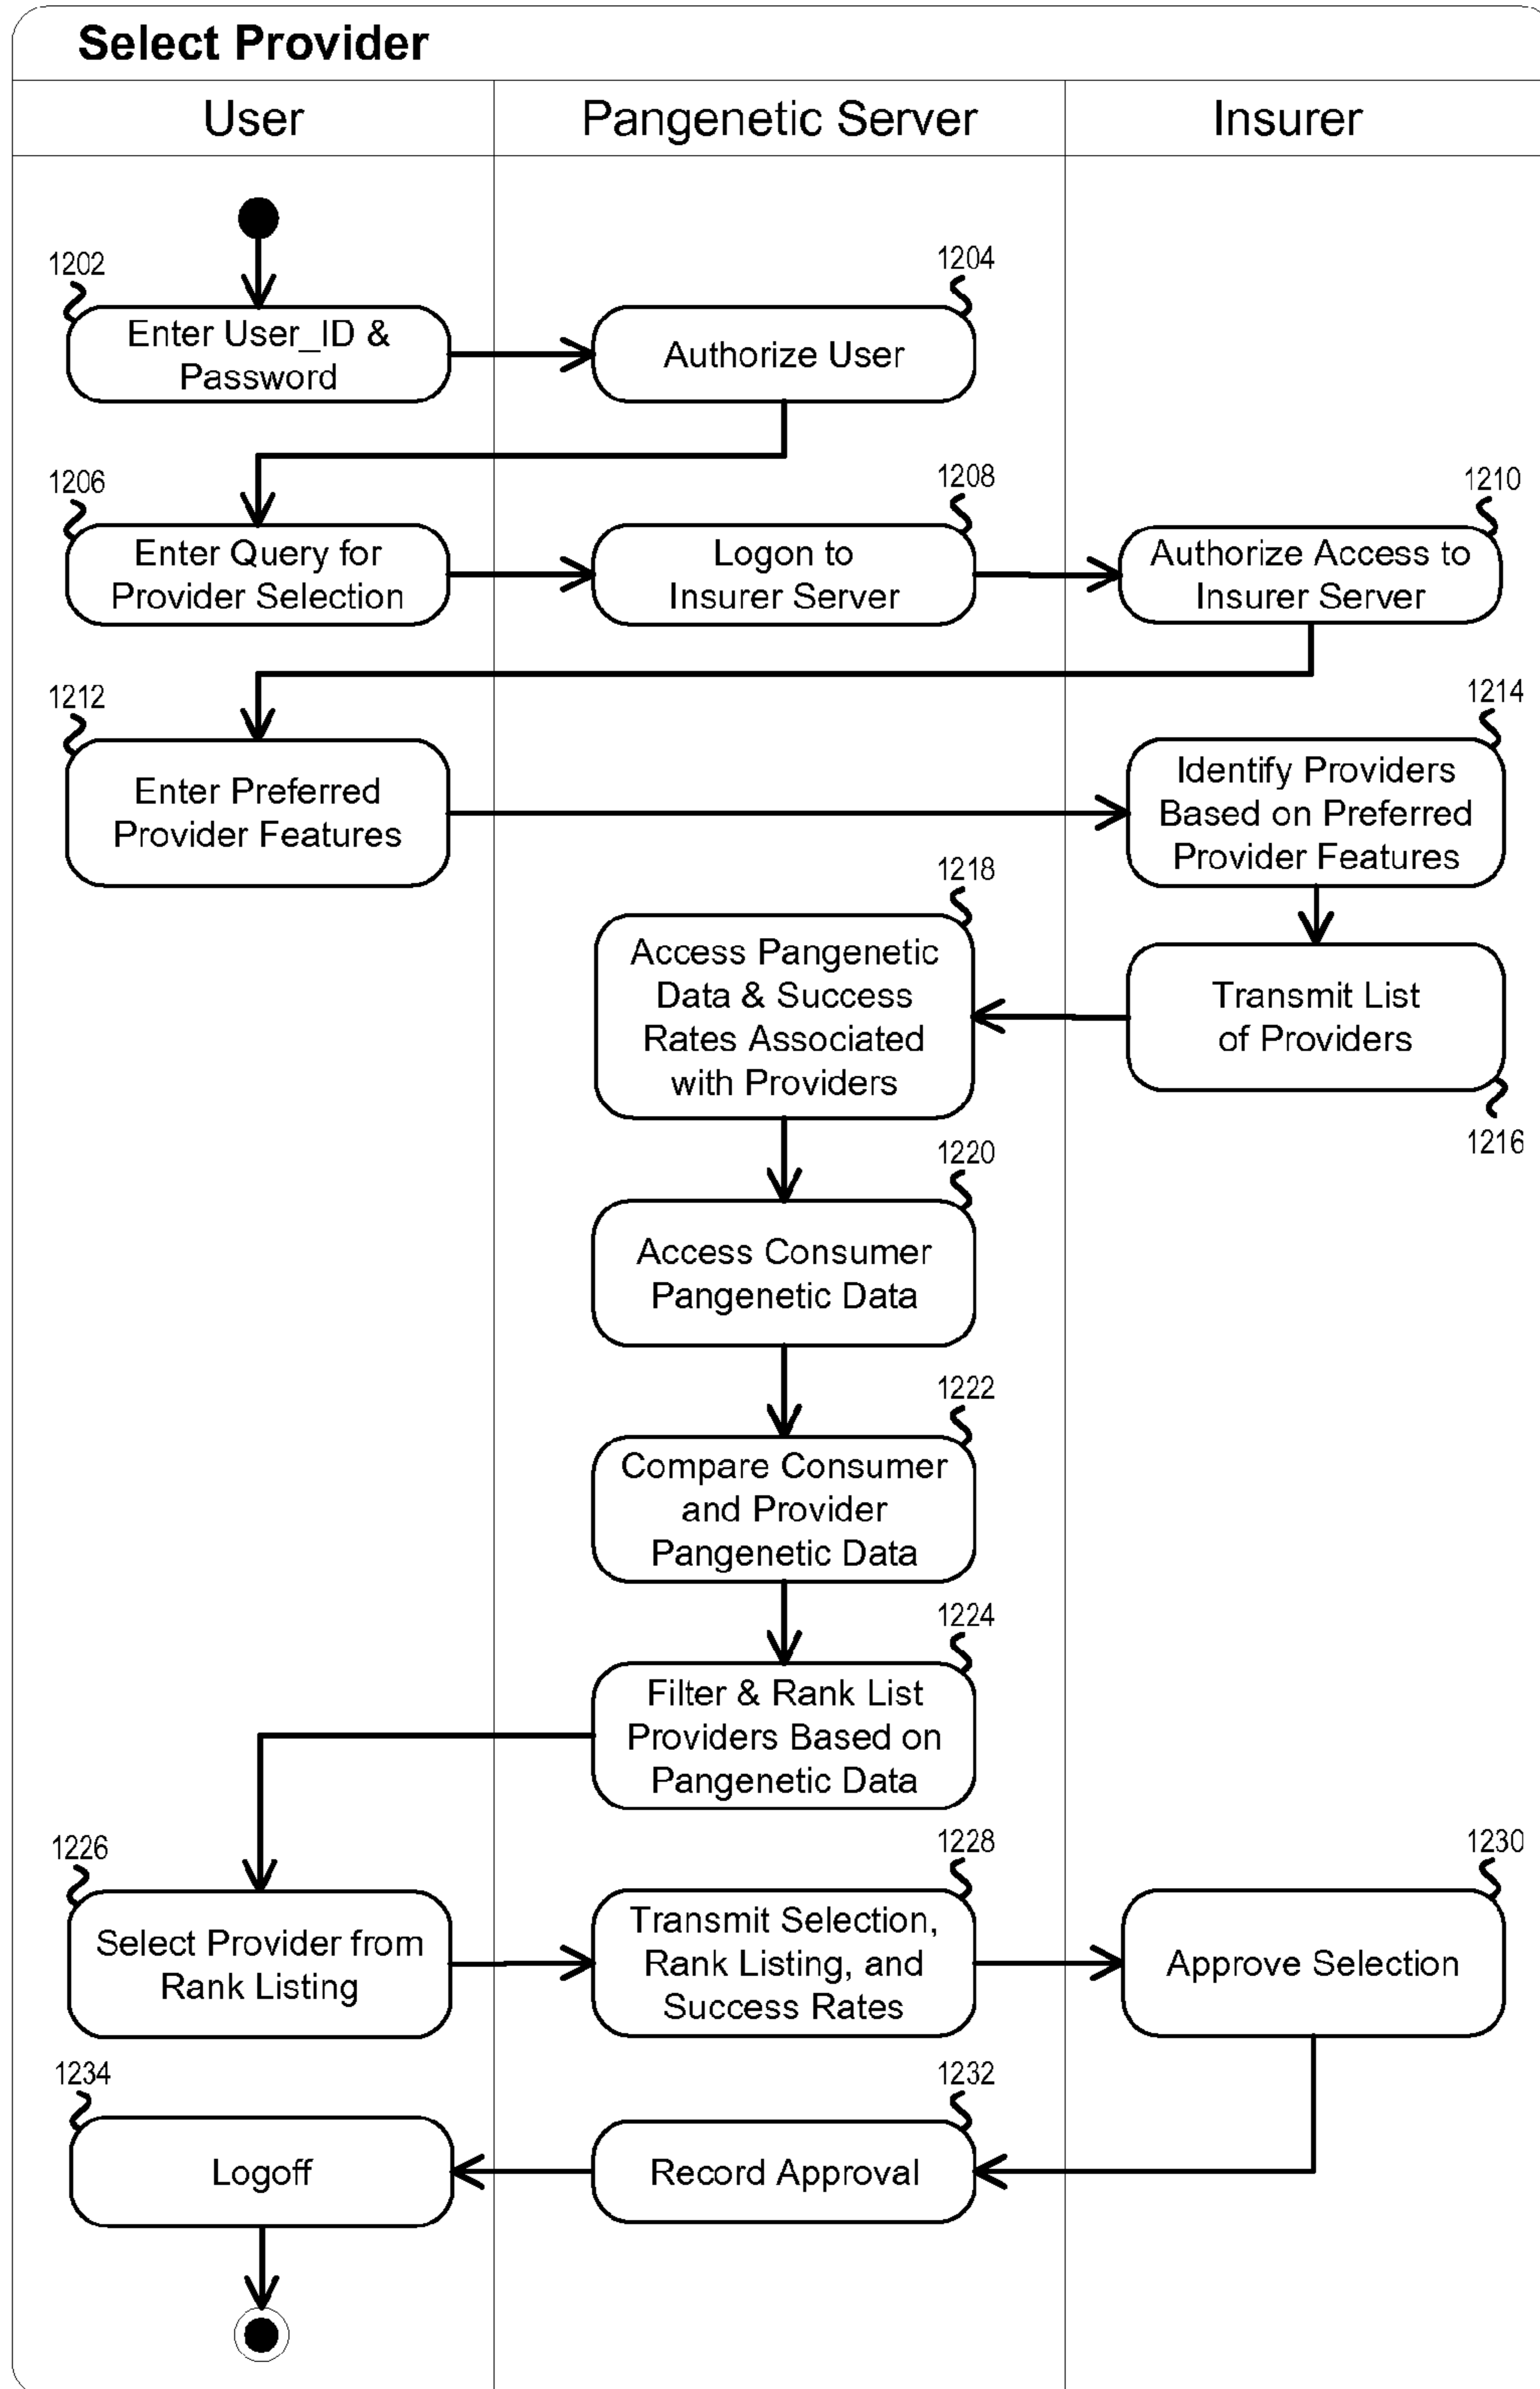 Select Provider
User
Pangenetic Server
Insurer
1202
Enter User_ID &
Password
1204
Authorize User
1206
Enter Query for
Provider Selection
1208
Logon to
Insurer Server
1210
Authorize Access to
Insurer Server
1212
Enter Preferred
Provider Features
1214
Identify Providers
Based on Preferred
Provider Features
Transmit List
of Providers
1216
1218
Access Pangenetic
Data & Success
Rates Associated
with Providers
1220
Access Consumer
Pangenetic Data
1222
Compare Consumer
and Provider
Pangenetic Data
1224
Filter & Rank List
Providers Based on
Pangenetic Data
1226
Select Provider from
Rank Listing
1228
Transmit Selection,
Rank Listing, and
Success Rates
1230
Approve Selection
1232
Record Approval
1234
Logoff